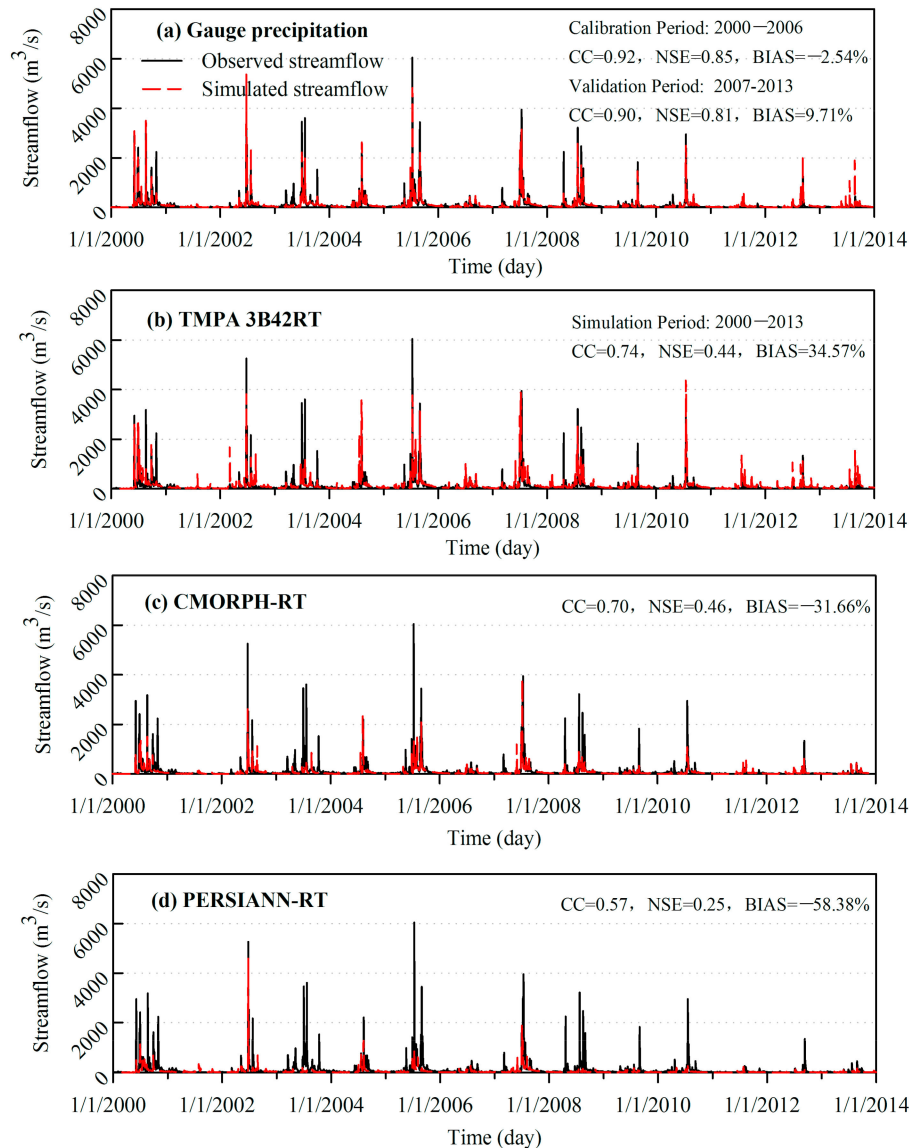 (a) Gauge precipitation
Observed streamflow
Simulated streamflow
Calibration Period: 2000—2006
CC=0.92, NSE=0.85, BIAS=—2.54%
Validation Period: 2007-2013
CC=0.90, NSE=0.81, BIAS=9.71%
Streamflow (m³/s)
8000
6000
4000
2000
0
1/1/2000 1/1/2002 1/1/2004 1/1/2006 1/1/2008 1/1/2010 1/1/2012 1/1/2014
Time (day)
(b) TMPA 3B42RT
Simulation Period: 2000—2013
CC=0.74, NSE=0.44, BIAS=34.57%
Streamflow (m³/s)
8000
6000
4000
2000
0
1/1/2000 1/1/2002 1/1/2004 1/1/2006 1/1/2008 1/1/2010 1/1/2012 1/1/2014
Time (day)
(c) CMORPH-RT
CC=0.70, NSE=0.46, BIAS=—31.66%
Streamflow (m³/s)
8000
6000
4000
2000
0
1/1/2000 1/1/2002 1/1/2004 1/1/2006 1/1/2008 1/1/2010 1/1/2012 1/1/2014
Time (day)
(d) PERSIANN-RT
CC=0.57, NSE=0.25, BIAS=—58.38%
Streamflow (m³/s)
8000
6000
4000
2000
0
1/1/2000 1/1/2002 1/1/2004 1/1/2006 1/1/2008 1/1/2010 1/1/2012 1/1/2014
Time (day)